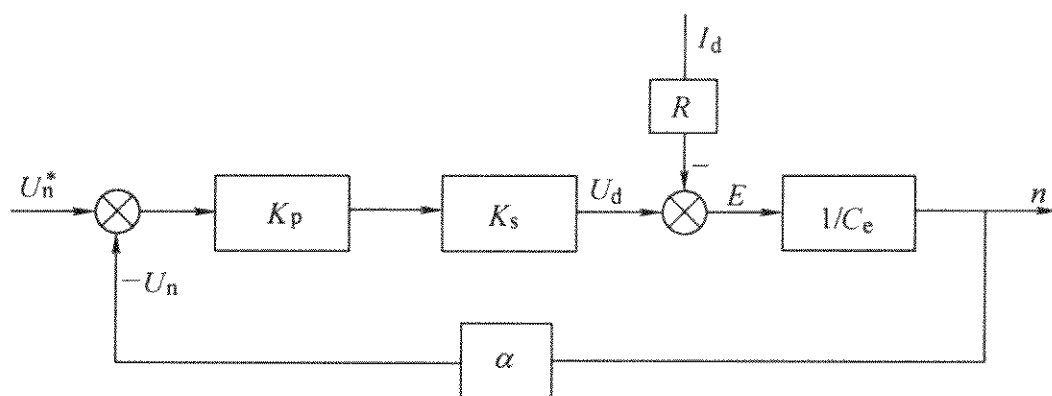 I_d
R
U_n^* K_p K_s U_d − E 1/C_e n
−U_n
α